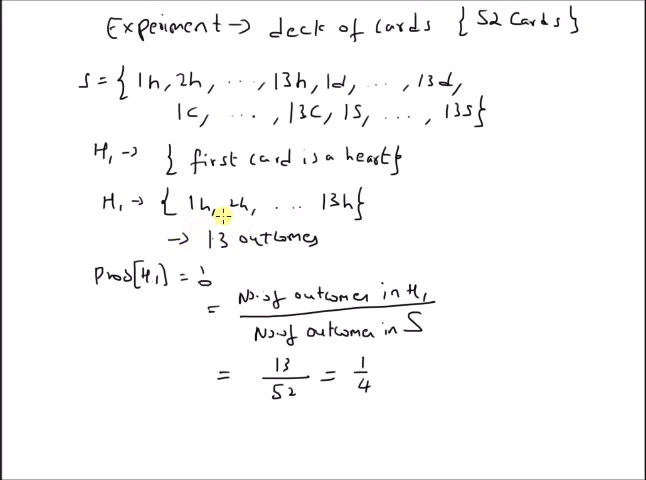 Experiment → deck of cards { 52 Cards }
S = { 1h, 2h, ..., 13h, 1d, ..., 13d,
1C, ..., 13C, 1S, ..., 13S}
H₁ → { first card is a heart}
H₁ → { 1h, 2h, ... 13h}
→ 13 outcomes
Prob[H₁] =
= No. of outcomes in H₁
No of outcomes in S
= 13/52 = 1/4